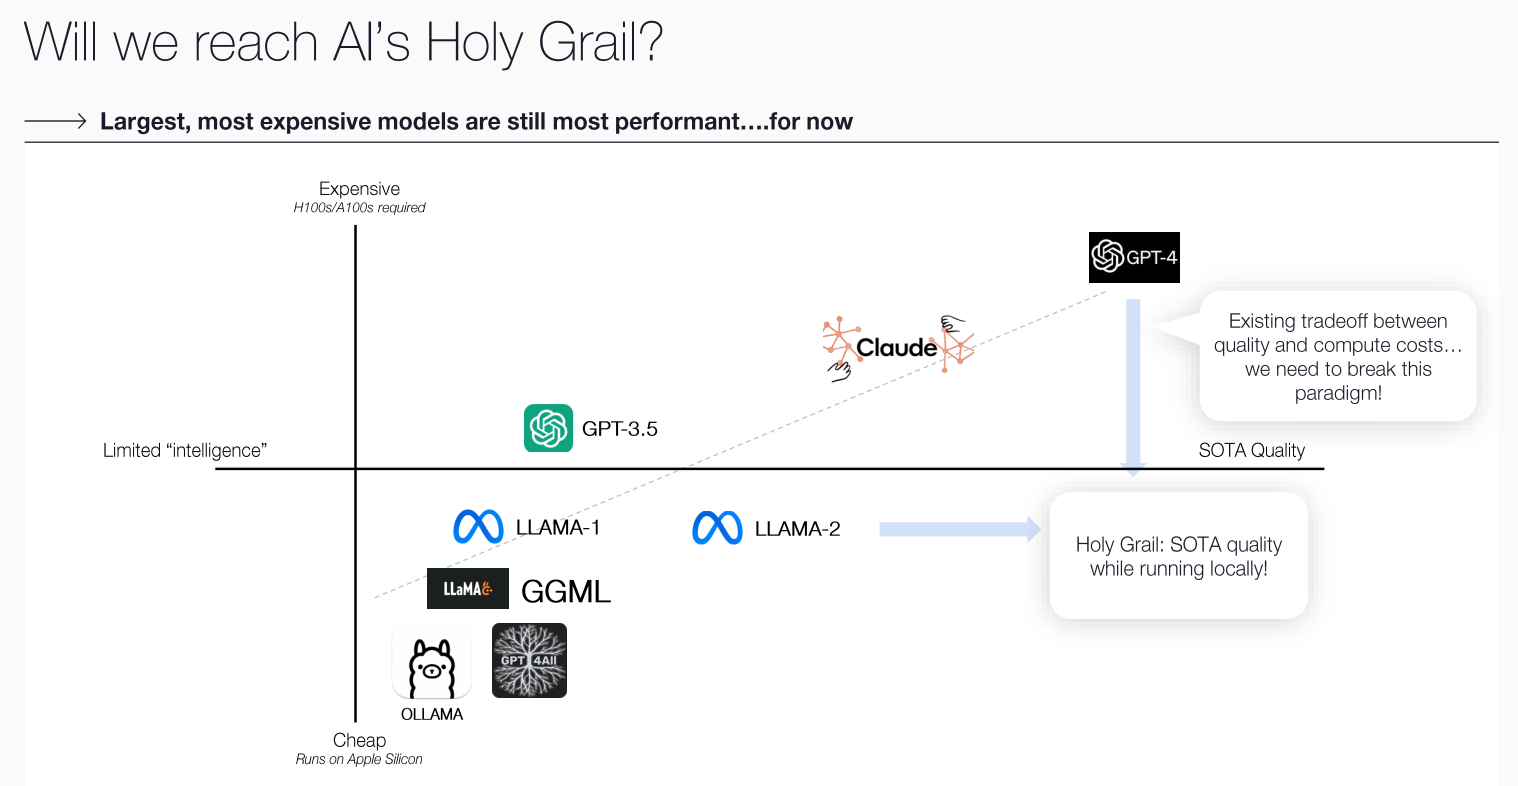 Will we reach AI's Holy Grail?
Largest, most expensive models are still most performant....for now
Expensive
H100s/A100s required
GPT-4
Existing tradeoff between
quality and compute costs...
we need to break this
paradigm!
Claude
GPT-3.5
Limited “intelligence”
SOTA Quality
LLAMA-1
LLAMA-2
Holy Grail: SOTA quality
while running locally!
LLaMA
GGML
GPT 4All
OLLAMA
Cheap
Runs on Apple Silicon